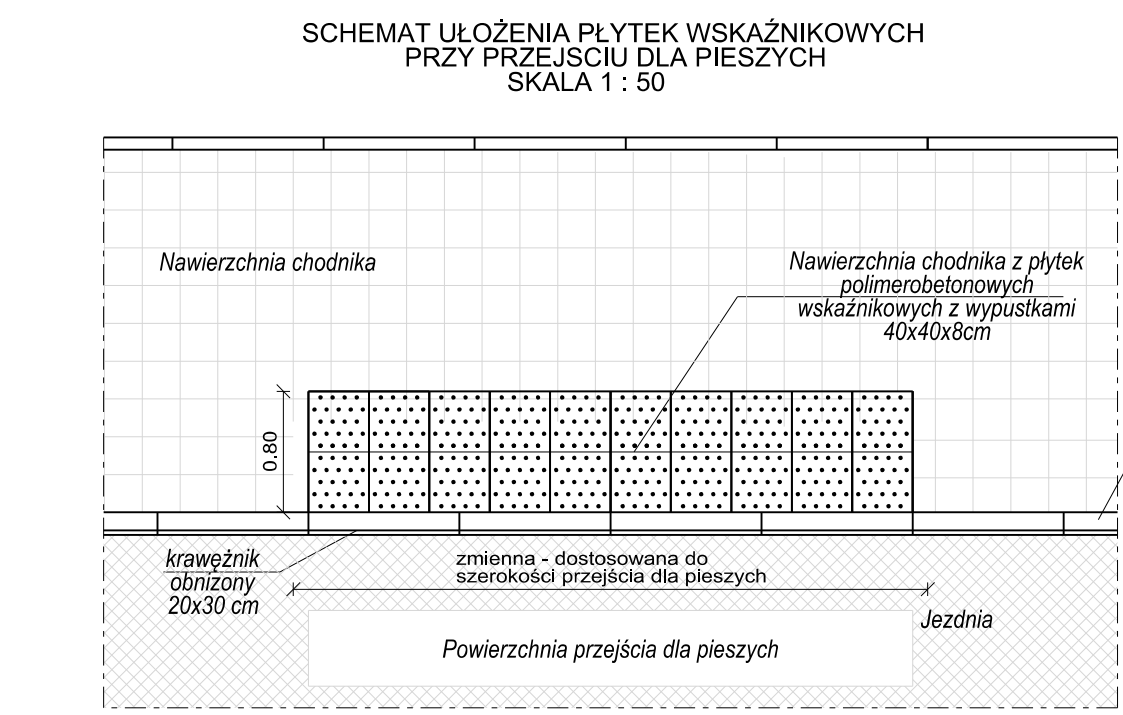 SCHEMAT UŁOŻENIA PŁYTEK WSKAŹNIKOWYCH
PRZY PRZEJSCIU DLA PIESZYCH
SKALA 1 : 50
Nawierzchnia chodnika
Nawierzchnia chodnika z płytek
polimerobetonowych
wskaźnikowych z wypustkami
40x40x8cm
0.80
krawężnik
obniżony
20x30 cm
zmienna - dostosowana do
szerokości przejścia dla pieszych
Jezdnia
Powierzchnia przejścia dla pieszych